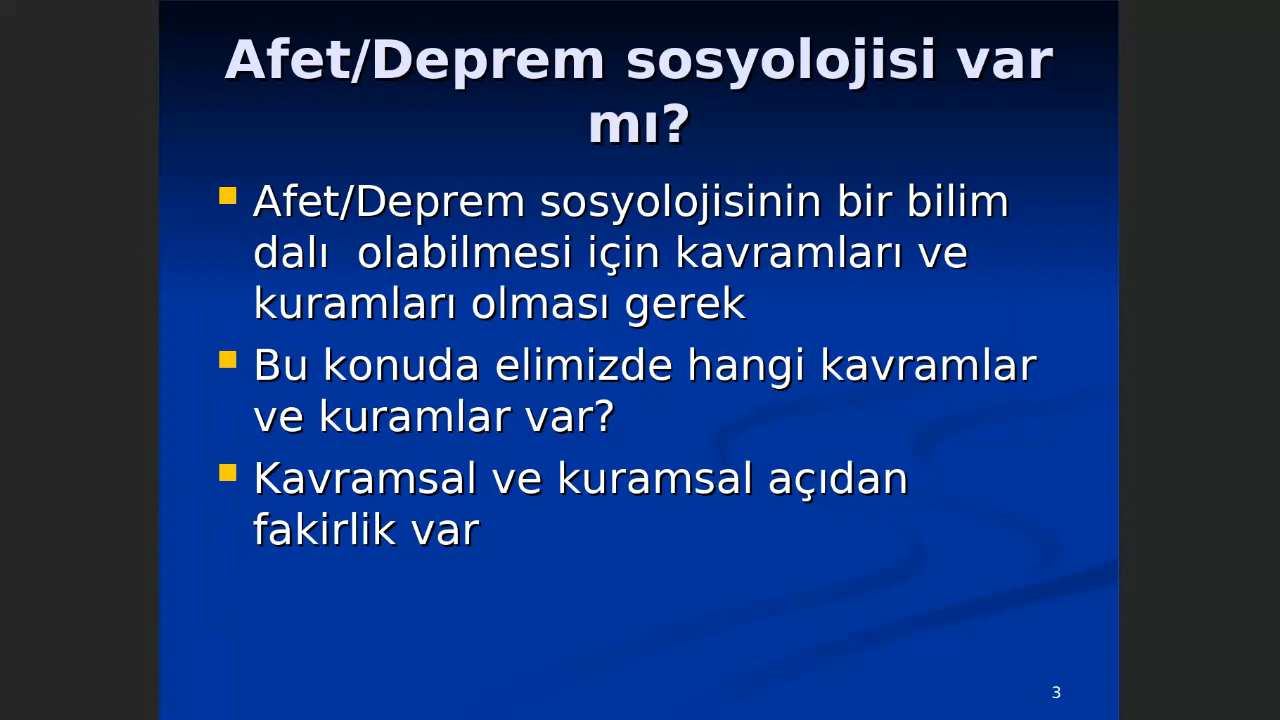 Afet/Deprem sosyolojisi var
mı?
Afet/Deprem sosyolojisinin bir bilim
dalı  olabilmesi için kavramları ve
kuramları olması gerek
Bu konuda elimizde hangi kavramlar
ve kuramlar var?
Kavramsal ve kuramsal açıdan
fakirlik var
3